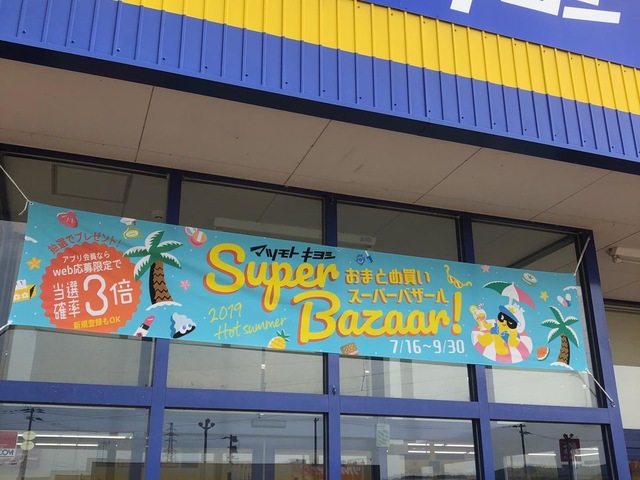 抽選でプレゼント!
アプリ会員なら
web応募限定で
当選確率3倍
新規登録もOK
マツモトキヨシ
Super
Bazaar!
おまとめ買い
スーパーバザール
2019
Hot summer
7/16～9/30